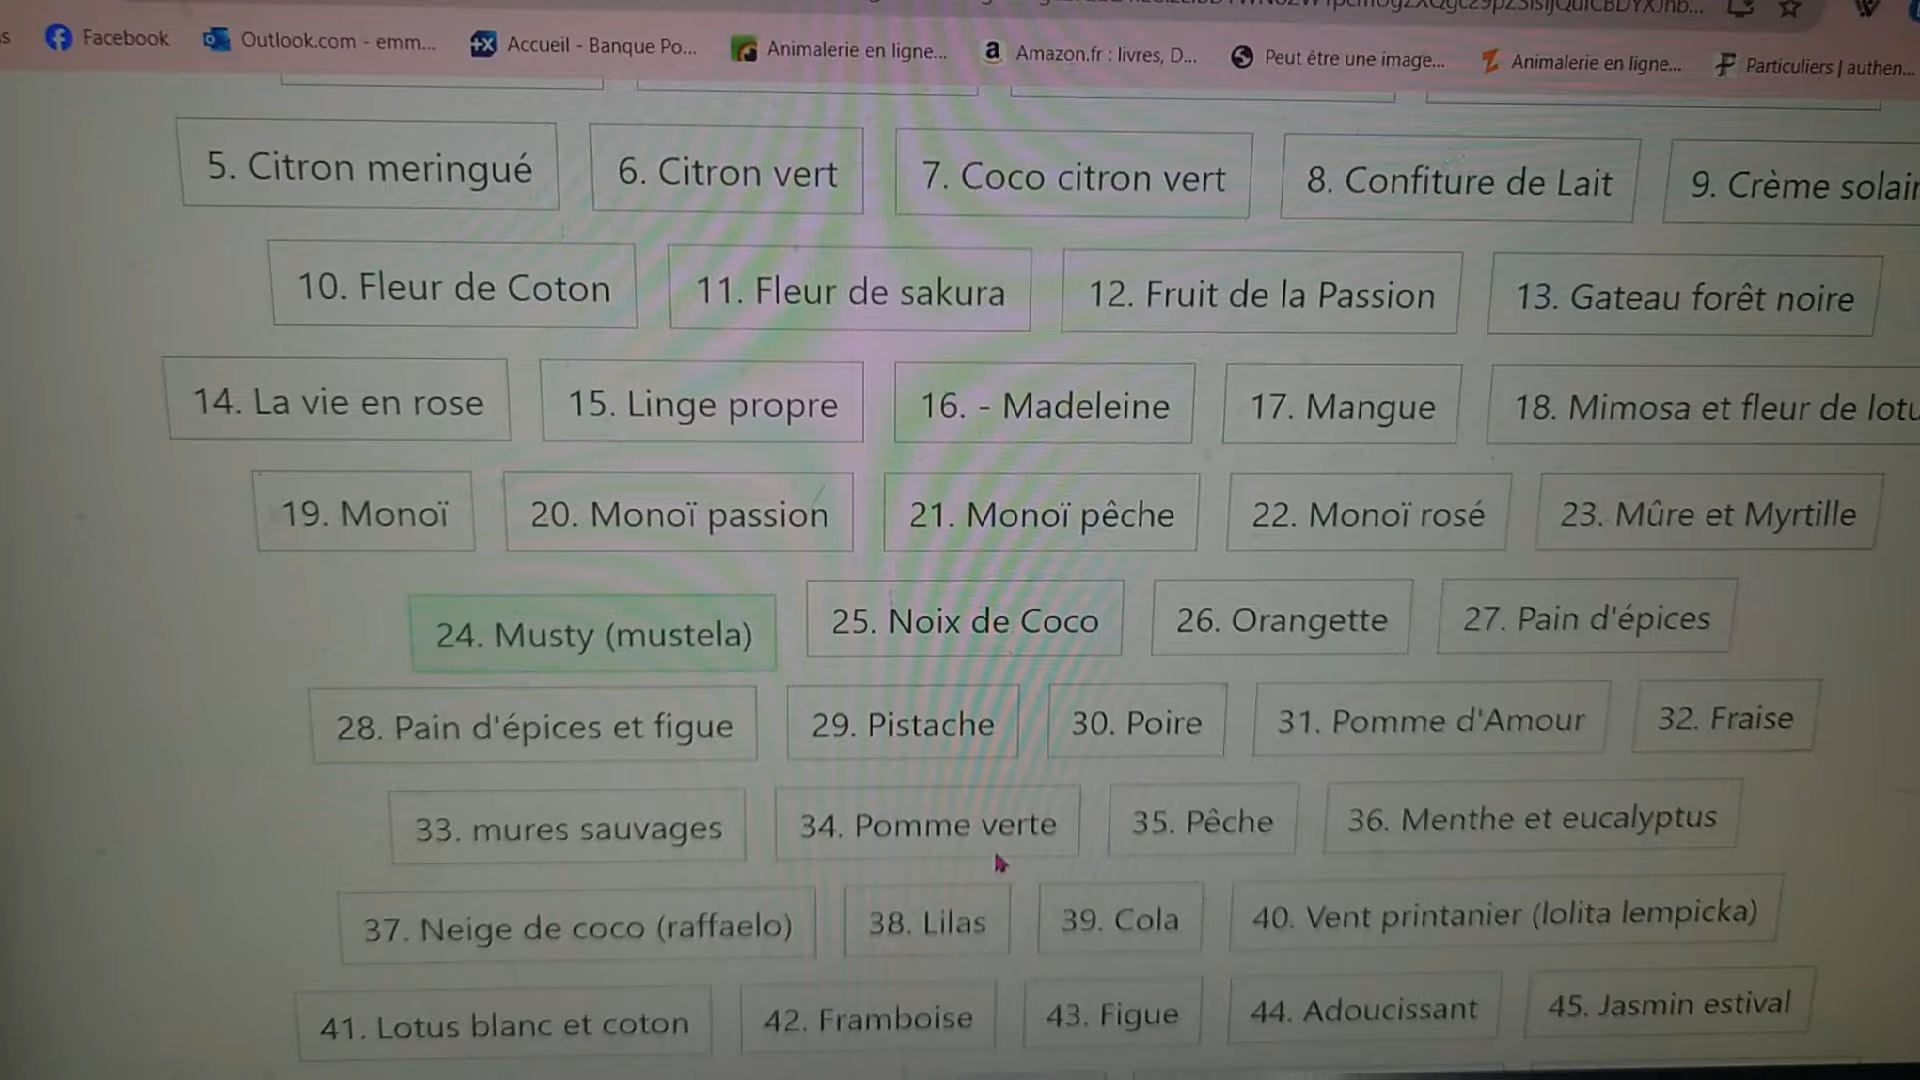 Facebook Outlook.com - emm... Accueil - Banque Po... Animalerie en ligne... Amazon.fr : livres, D... Peut être une image... Animalerie en ligne... Particuliers | authen...
5. Citron meringué 6. Citron vert 7. Coco citron vert 8. Confiture de Lait 9. Crème solair
10. Fleur de Coton 11. Fleur de sakura 12. Fruit de la Passion 13. Gateau forêt noire
14. La vie en rose 15. Linge propre 16. - Madeleine 17. Mangue 18. Mimosa et fleur de lotu
19. Monoï 20. Monoï passion 21. Monoï pêche 22. Monoï rosé 23. Mûre et Myrtille
24. Musty (mustela) 25. Noix de Coco 26. Orangette 27. Pain d'épices
28. Pain d'épices et figue 29. Pistache 30. Poire 31. Pomme d'Amour 32. Fraise
33. mures sauvages 34. Pomme verte 35. Pêche 36. Menthe et eucalyptus
37. Neige de coco (raffaelo) 38. Lilas 39. Cola 40. Vent printanier (lolita lempicka)
41. Lotus blanc et coton 42. Framboise 43. Figue 44. Adoucissant 45. Jasmin estival